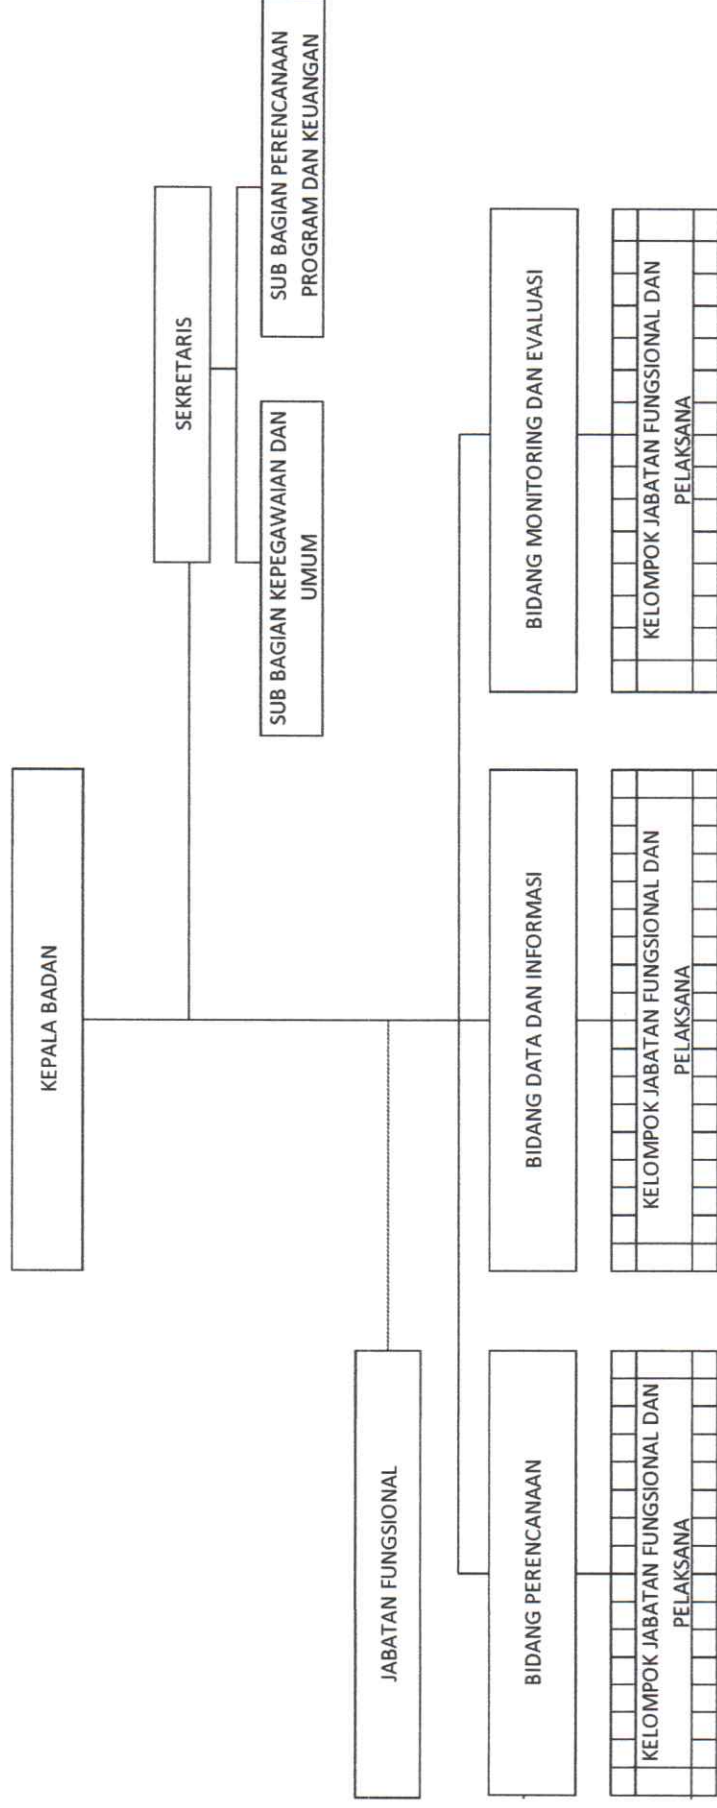 KEPALA BADAN
SEKRETARIS
SUB BAGIAN KEPEGAWAIAN DAN
UMUM
SUB BAGIAN PERENCANAAN
PROGRAM DAN KEUANGAN
JABATAN FUNGSIONAL
BIDANG PERENCANAAN
BIDANG DATA DAN INFORMASI
BIDANG MONITORING DAN EVALUASI
KELOMPOK JABATAN FUNGSIONAL DAN
PELAKSANA
KELOMPOK JABATAN FUNGSIONAL DAN
PELAKSANA
KELOMPOK JABATAN FUNGSIONAL DAN
PELAKSANA